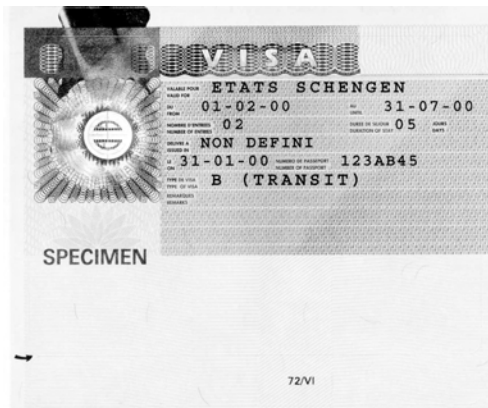 VISA
VALABLE POUR ETATS SCHENGEN
VALID FOR
DU 01-02-00 AU 31-07-00
FROM UNTIL
NOMBRE D'ENTREES 02 DUREE DE SEJOUR 05 JOURS
NUMBER OF ENTRIES DURATION OF STAY DAYS
DELIVRE A NON DEFINI
ISSUED IN
LE 31-01-00 NUMERO DE PASSEPORT 123AB45
ON NUMBER OF PASSPORT
TYPE DE VISA B (TRANSIT)
TYPE OF VISA
REMARQUES
REMARKS
SPECIMEN
72/VI